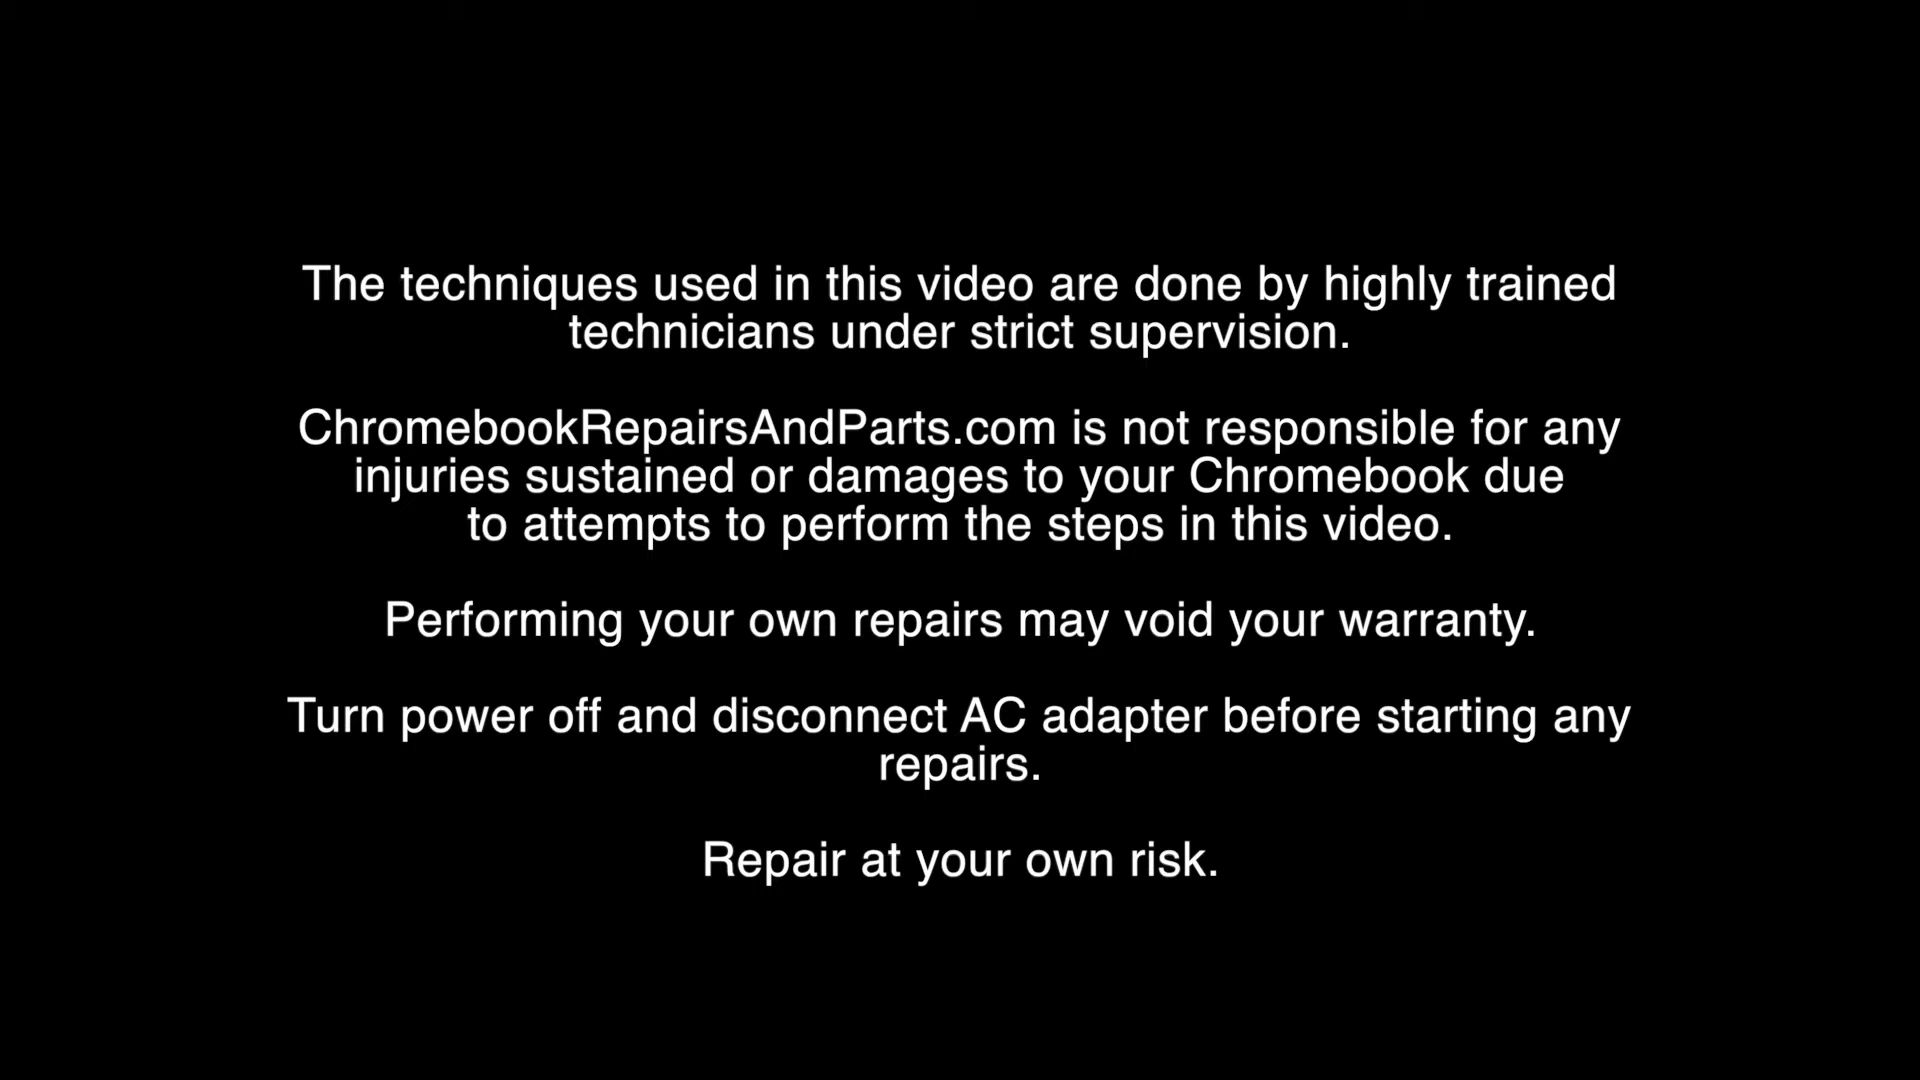 The techniques used in this video are done by highly trained
technicians under strict supervision.
ChromebookRepairsAndParts.com is not responsible for any
injuries sustained or damages to your Chromebook due
to attempts to perform the steps in this video.
Performing your own repairs may void your warranty.
Turn power off and disconnect AC adapter before starting any
repairs.
Repair at your own risk.